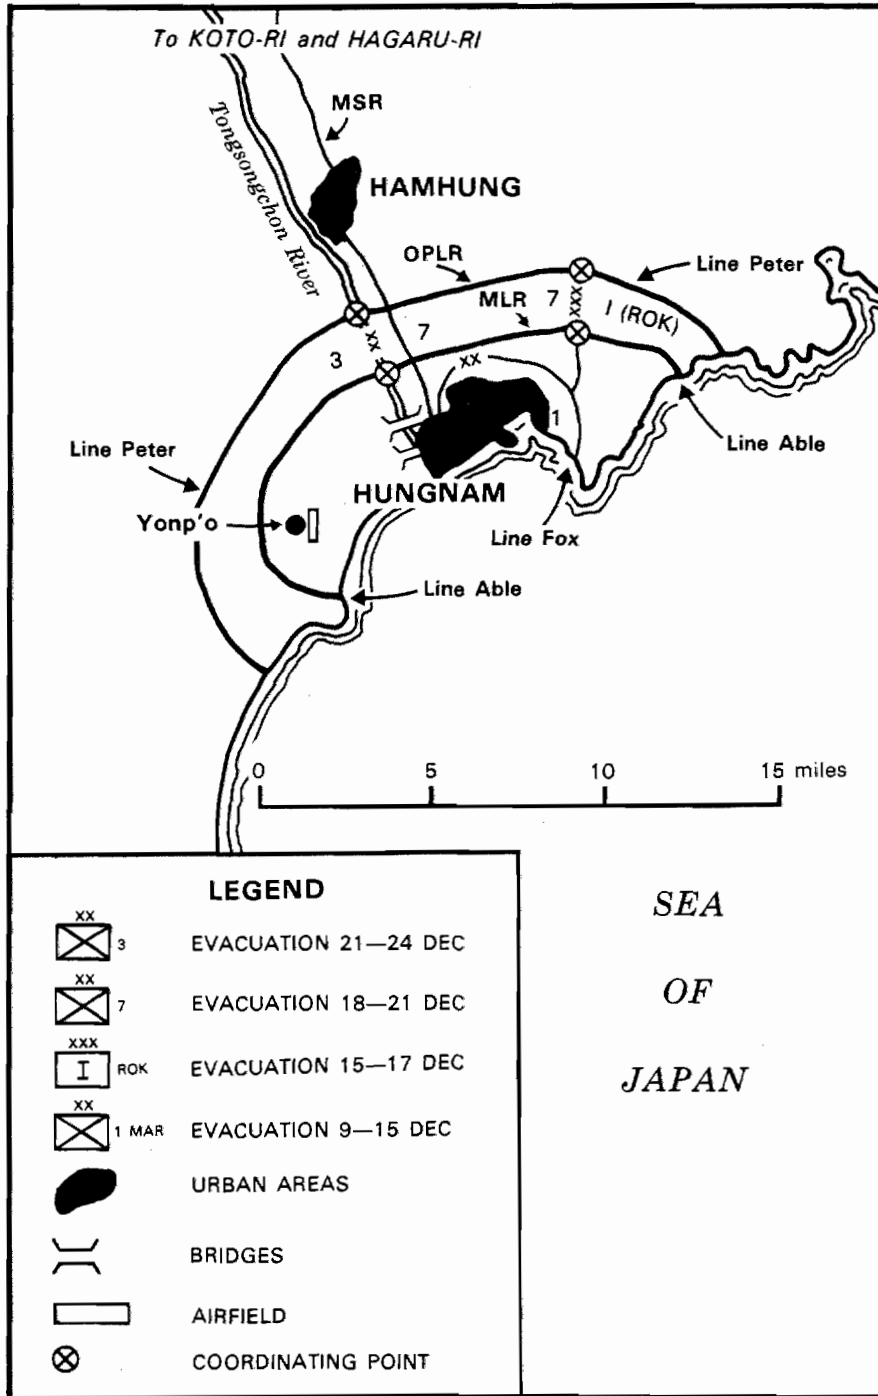 To KOTO-RI and HAGARU-RI
MSR
Tongsongchon River
HAMHUNG
OPLR
Line Peter
MLR
7
xxx
I (ROK)
xx
7
3
xx
1
Line Peter
Line Able
HUNGNAM
Yonp'o
Line Fox
Line Able
0 5 10 15 miles
LEGEND
XX
3 EVACUATION 21—24 DEC
XX
7 EVACUATION 18—21 DEC
XXX
I ROK EVACUATION 15—17 DEC
XX
1 MAR EVACUATION 9—15 DEC
URBAN AREAS
BRIDGES
AIRFIELD
COORDINATING POINT
SEA
OF
JAPAN